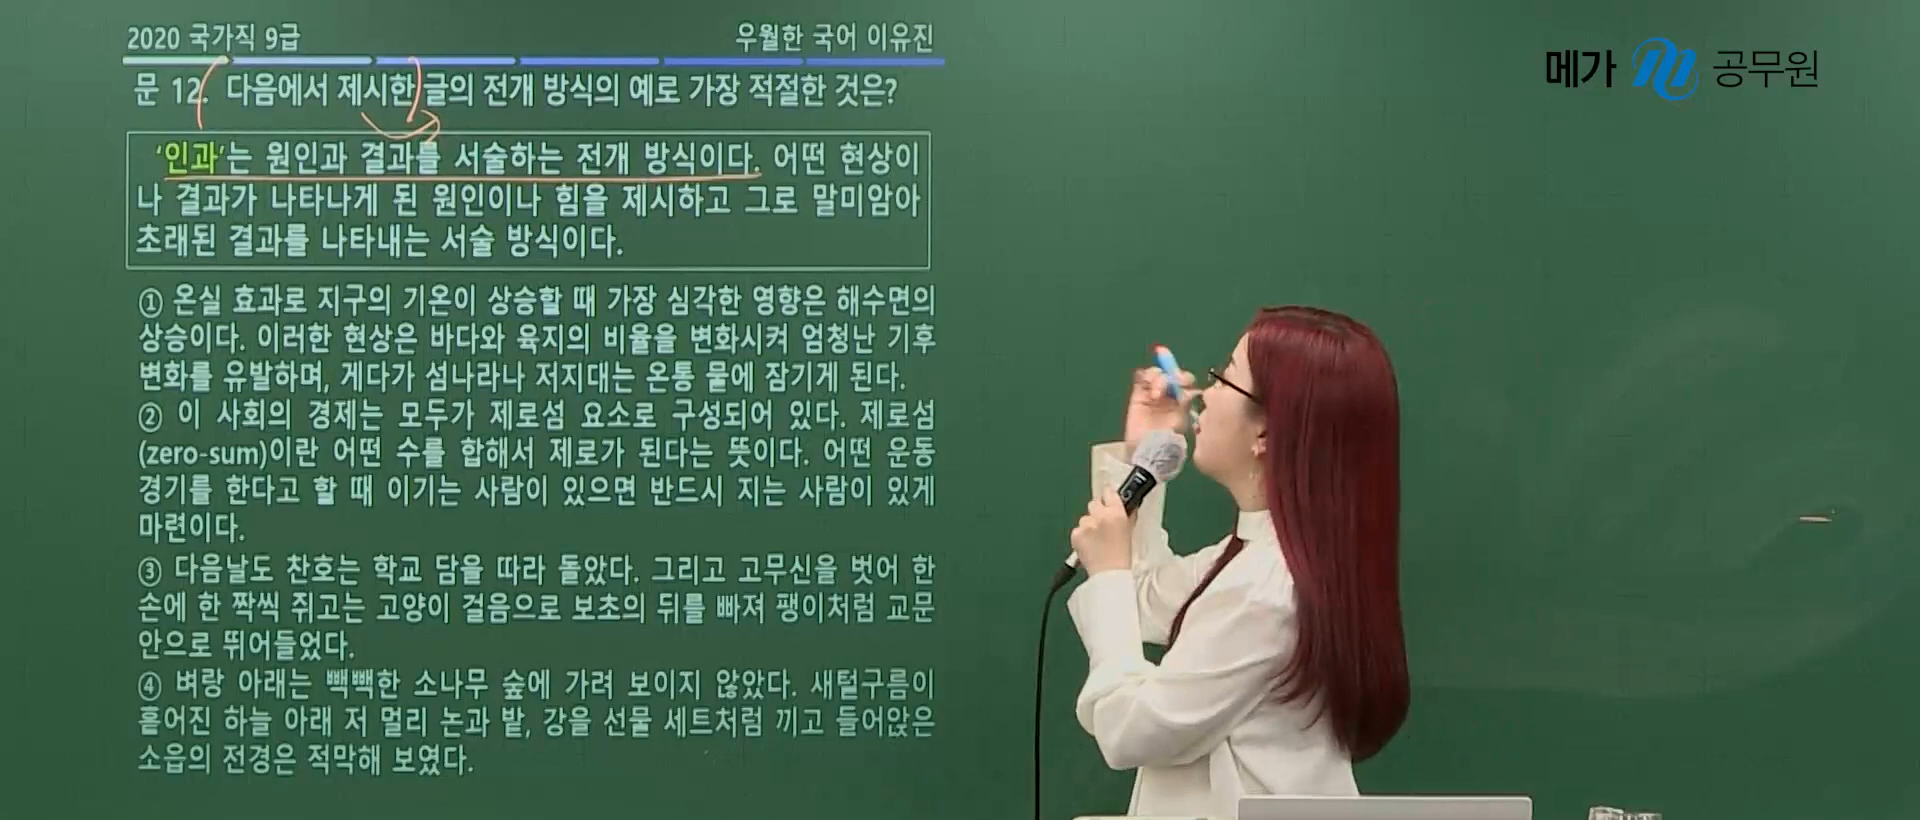 2020 국가직 9급
우월한 국어 이유진
메가 공무원
문 12. 다음에서 제시한 글의 전개 방식의 예로 가장 적절한 것은?
‘인과’는 원인과 결과를 서술하는 전개 방식이다. 어떤 현상이
나 결과가 나타나게 된 원인이나 힘을 제시하고 그로 말미암아
초래된 결과를 나타내는 서술 방식이다.
① 온실 효과로 지구의 기온이 상승할 때 가장 심각한 영향은 해수면의
상승이다. 이러한 현상은 바다와 육지의 비율을 변화시켜 엄청난 기후
변화를 유발하며, 게다가 섬나라나 저지대는 온통 물에 잠기게 된다.
② 이 사회의 경제는 모두가 제로섬 요소로 구성되어 있다. 제로섬
(zero-sum)이란 어떤 수를 합해서 제로가 된다는 뜻이다. 어떤 운동
경기를 한다고 할 때 이기는 사람이 있으면 반드시 지는 사람이 있게
마련이다.
③ 다음날도 찬호는 학교 담을 따라 돌았다. 그리고 고무신을 벗어 한
손에 한 짝씩 쥐고는 고양이 걸음으로 보초의 뒤를 빠져 팽이처럼 교문
안으로 뛰어들었다.
④ 벼랑 아래는 빽빽한 소나무 숲에 가려 보이지 않았다. 새털구름이
흩어진 하늘 아래 저 멀리 논과 밭, 강을 선물 세트처럼 끼고 들어앉은
소읍의 전경은 적막해 보였다.